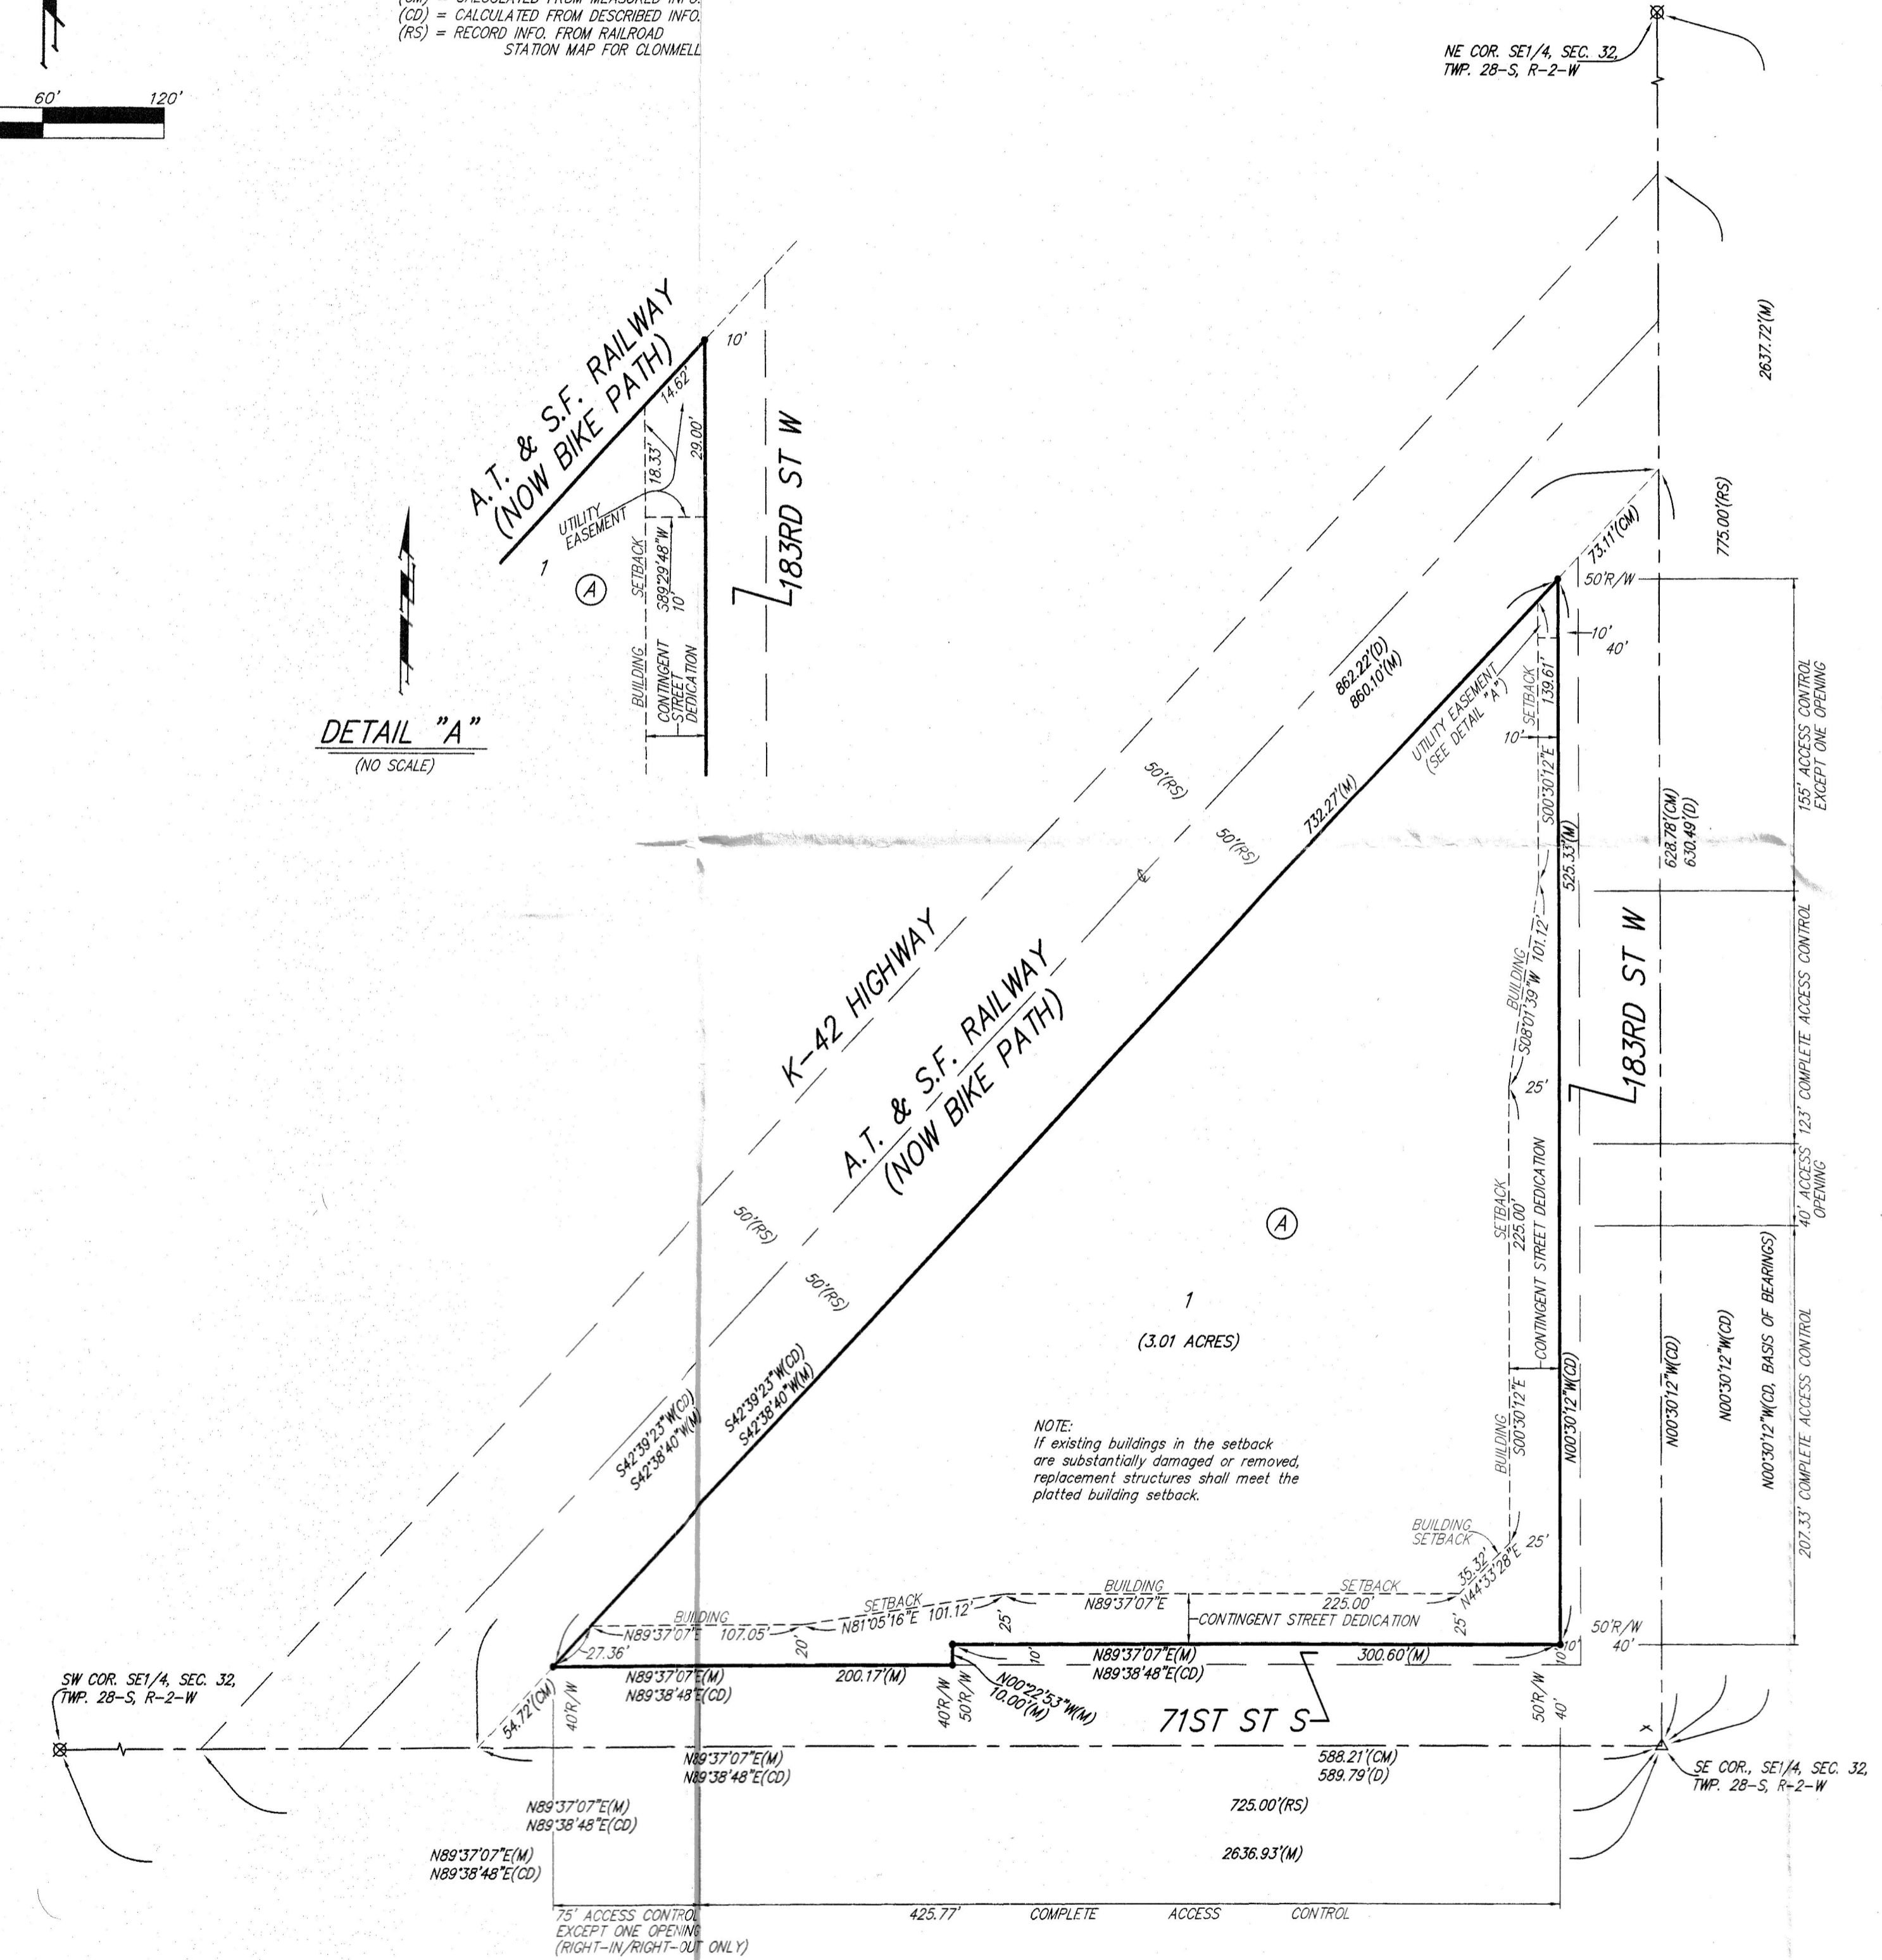 (CM) = CALCULATED FROM MEASURED INFO.
(CD) = CALCULATED FROM DESCRIBED INFO.
(RS) = RECORD INFO. FROM RAILROAD
STATION MAP FOR CLONMELL
60'
120'
NE COR. SE1/4, SEC. 32,
TWP. 28-S, R-2-W
A.T. & S.F. RAILWAY
(NOW BIKE PATH)
10'
14.62'
29.00'
18.33'
UTILITY
EASEMENT
183RD ST W
1
A
BUILDING SETBACK
S89°29'48"W
10'
CONTINGENT
STREET
DEDICATION
DETAIL "A"
(NO SCALE)
2637.72'(M)
775.00'(RS)
73.11'(CM)
50'R/W
10'
40'
862.22'(D)
860.10'(M)
UTILITY EASEMENT
(SEE DETAIL "A")
SETBACK
139.61'
10'
S00°30'12"E
155' ACCESS CONTROL
EXCEPT ONE OPENING
628.78'(CM)
630.49'(D)
50'(RS)
50'(RS)
732.27'(M)
525.33'(M)
K-42 HIGHWAY
A.T. & S.F. RAILWAY
(NOW BIKE PATH)
BUILDING
S08°01'39"W 101.12'
25'
183RD ST W
123' COMPLETE ACCESS CONTROL
40' ACCESS
OPENING
SETBACK
225.00'
CONTINGENT STREET DEDICATION
50'(RS)
50'(RS)
A
1
(3.01 ACRES)
S42°39'23"W(CD)
S42°38'40"W(M)
S42°39'23"W(CD)
S42°38'40"W(M)
BUILDING
S00°30'12"E
N00°30'12"W(CD)
N00°30'12"W(CD)
N00°30'12"W(CD)
N00°30'12"W(CD, BASIS OF BEARINGS)
207.33' COMPLETE ACCESS CONTROL
NOTE:
If existing buildings in the setback
are substantially damaged or removed,
replacement structures shall meet the
platted building setback.
BUILDING
SETBACK
25'
35.32'
N44°33'28"E
BUILDING
N89°37'07"E 107.05'
20'
SETBACK
N81°05'16"E 101.12'
25'
BUILDING SETBACK
N89°37'07"E 225.00'
CONTINGENT STREET DEDICATION
25'
27.36'
N89°37'07"E(M) 200.17'(M)
N89°38'48"E(CD)
10'
N89°37'07"E(M) 300.60'(M)
N89°38'48"E(CD)
10'
10'
50'R/W
40'
SW COR. SE1/4, SEC. 32,
TWP. 28-S, R-2-W
54.72'(CM)
40'R/W
40'R/W
50'R/W
N00°22'53"W(M)
10.00'(M)
71ST ST S
50'R/W
40'
X
N89°37'07"E(M)
N89°38'48"E(CD)
588.21'(CM)
589.79'(D)
SE COR., SE1/4, SEC. 32,
TWP. 28-S, R-2-W
N89°37'07"E(M)
N89°38'48"E(CD)
725.00'(RS)
N89°37'07"E(M)
N89°38'48"E(CD)
2636.93'(M)
75' ACCESS CONTROL
EXCEPT ONE OPENING
(RIGHT-IN/RIGHT-OUT ONLY)
425.77' COMPLETE ACCESS CONTROL